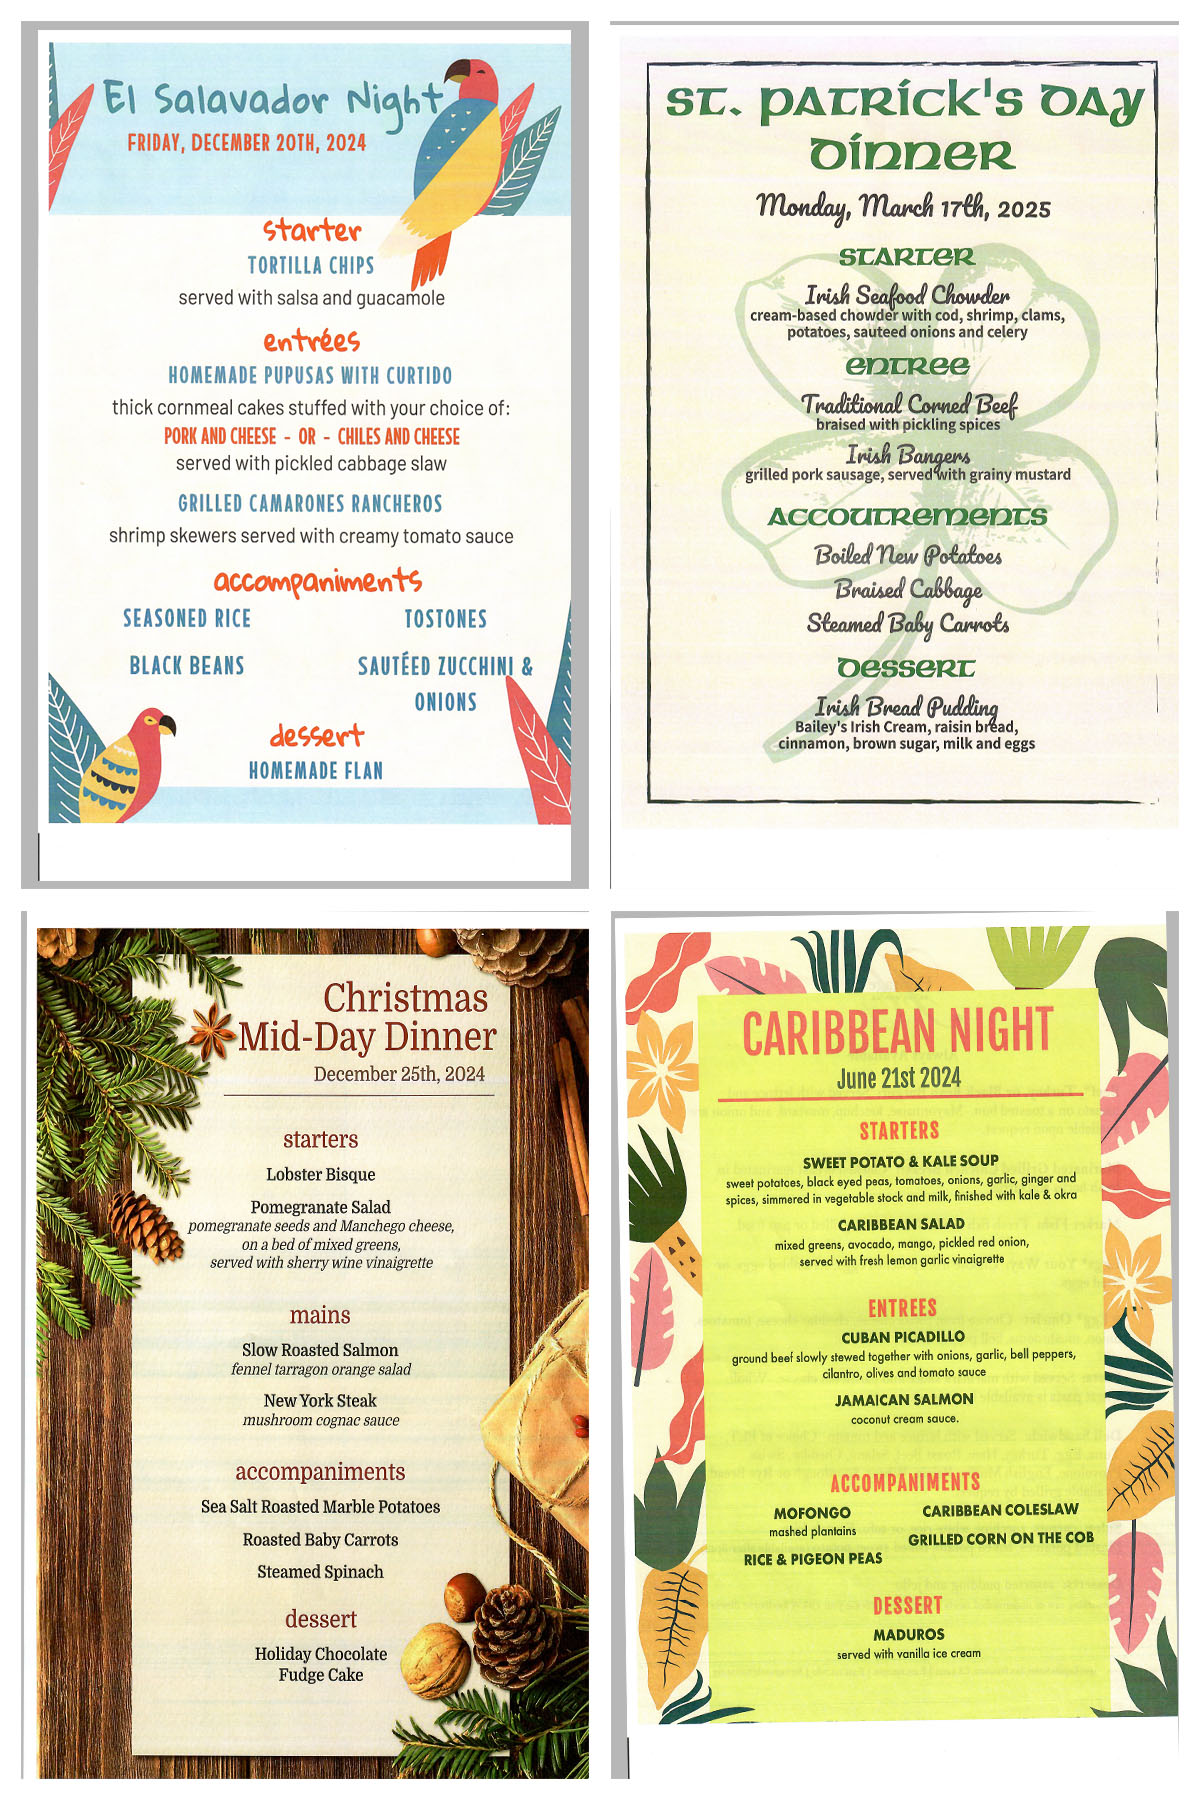 El Salavador Night
FRIDAY, DECEMBER 20TH, 2024
starter
TORTILLA CHIPS
served with salsa and guacamole
entrées
HOMEMADE PUPUSAS WITH CURTIDO
thick cornmeal cakes stuffed with your choice of:
PORK AND CHEESE - OR - CHILES AND CHEESE
served with pickled cabbage slaw
GRILLED CAMARONES RANCHEROS
shrimp skewers served with creamy tomato sauce
accompaniments
SEASONED RICE
TOSTONES
BLACK BEANS
SAUTÉED ZUCCHINI &
ONIONS
dessert
HOMEMADE FLAN
St. Patrick's Day
Dinner
Monday, March 17th, 2025
Starter
Irish Seafood Chowder
cream-based chowder with cod, shrimp, clams,
potatoes, sauteed onions and celery
Entree
Traditional Corned Beef
braised with pickling spices
Irish Bangers
grilled pork sausage, served with grainy mustard
Accoutrements
Boiled New Potatoes
Braised Cabbage
Steamed Baby Carrots
Dessert
Irish Bread Pudding
Bailey's Irish Cream, raisin bread,
cinnamon, brown sugar, milk and eggs
Christmas
Mid-Day Dinner
December 25th, 2024
starters
Lobster Bisque
Pomegranate Salad
pomegranate seeds and Manchego cheese,
on a bed of mixed greens,
served with sherry wine vinaigrette
mains
Slow Roasted Salmon
fennel tarragon orange salad
New York Steak
mushroom cognac sauce
accompaniments
Sea Salt Roasted Marble Potatoes
Roasted Baby Carrots
Steamed Spinach
dessert
Holiday Chocolate
Fudge Cake
CARIBBEAN NIGHT
June 21st 2024
STARTERS
SWEET POTATO & KALE SOUP
sweet potatoes, black eyed peas, tomatoes, onions, garlic, ginger and
spices, simmered in vegetable stock and milk, finished with kale & okra
CARIBBEAN SALAD
mixed greens, avocado, mango, pickled red onion,
served with fresh lemon garlic vinaigrette
ENTREES
CUBAN PICADILLO
ground beef slowly stewed together with onions, garlic, bell peppers,
cilantro, olives and tomato sauce
JAMAICAN SALMON
coconut cream sauce.
ACCOMPANIMENTS
MOFONGO
mashed plantains
CARIBBEAN COLESLAW
RICE & PIGEON PEAS
GRILLED CORN ON THE COB
DESSERT
MADUROS
served with vanilla ice cream